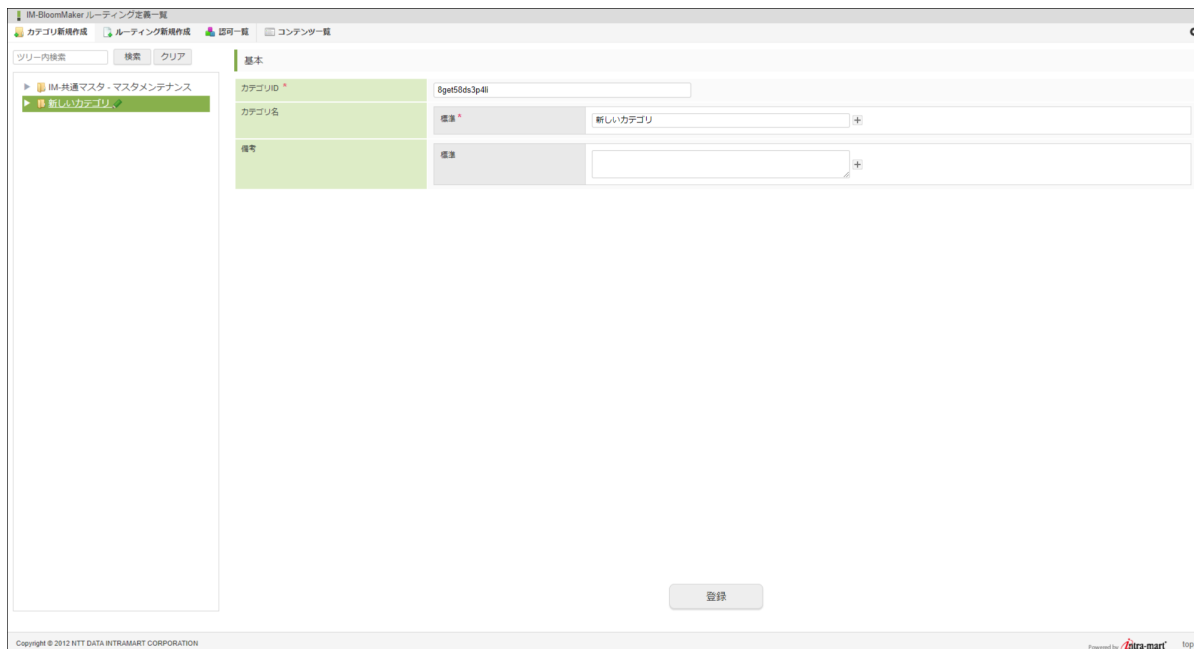 IM-BloomMaker ルーティング定義一覧
カテゴリ新規作成 ルーティング新規作成 認可一覧 コンテンツ一覧
ツリー内検索 検索 クリア
IM-共通マスタ - マスタメンテナンス
新しいカテゴリ
基本
カテゴリID * 8get58ds3p4li
カテゴリ名 標準 * 新しいカテゴリ
備考 標準
登録
Copyright © 2012 NTT DATA INTRAMART CORPORATION
Powered by intra-mart top